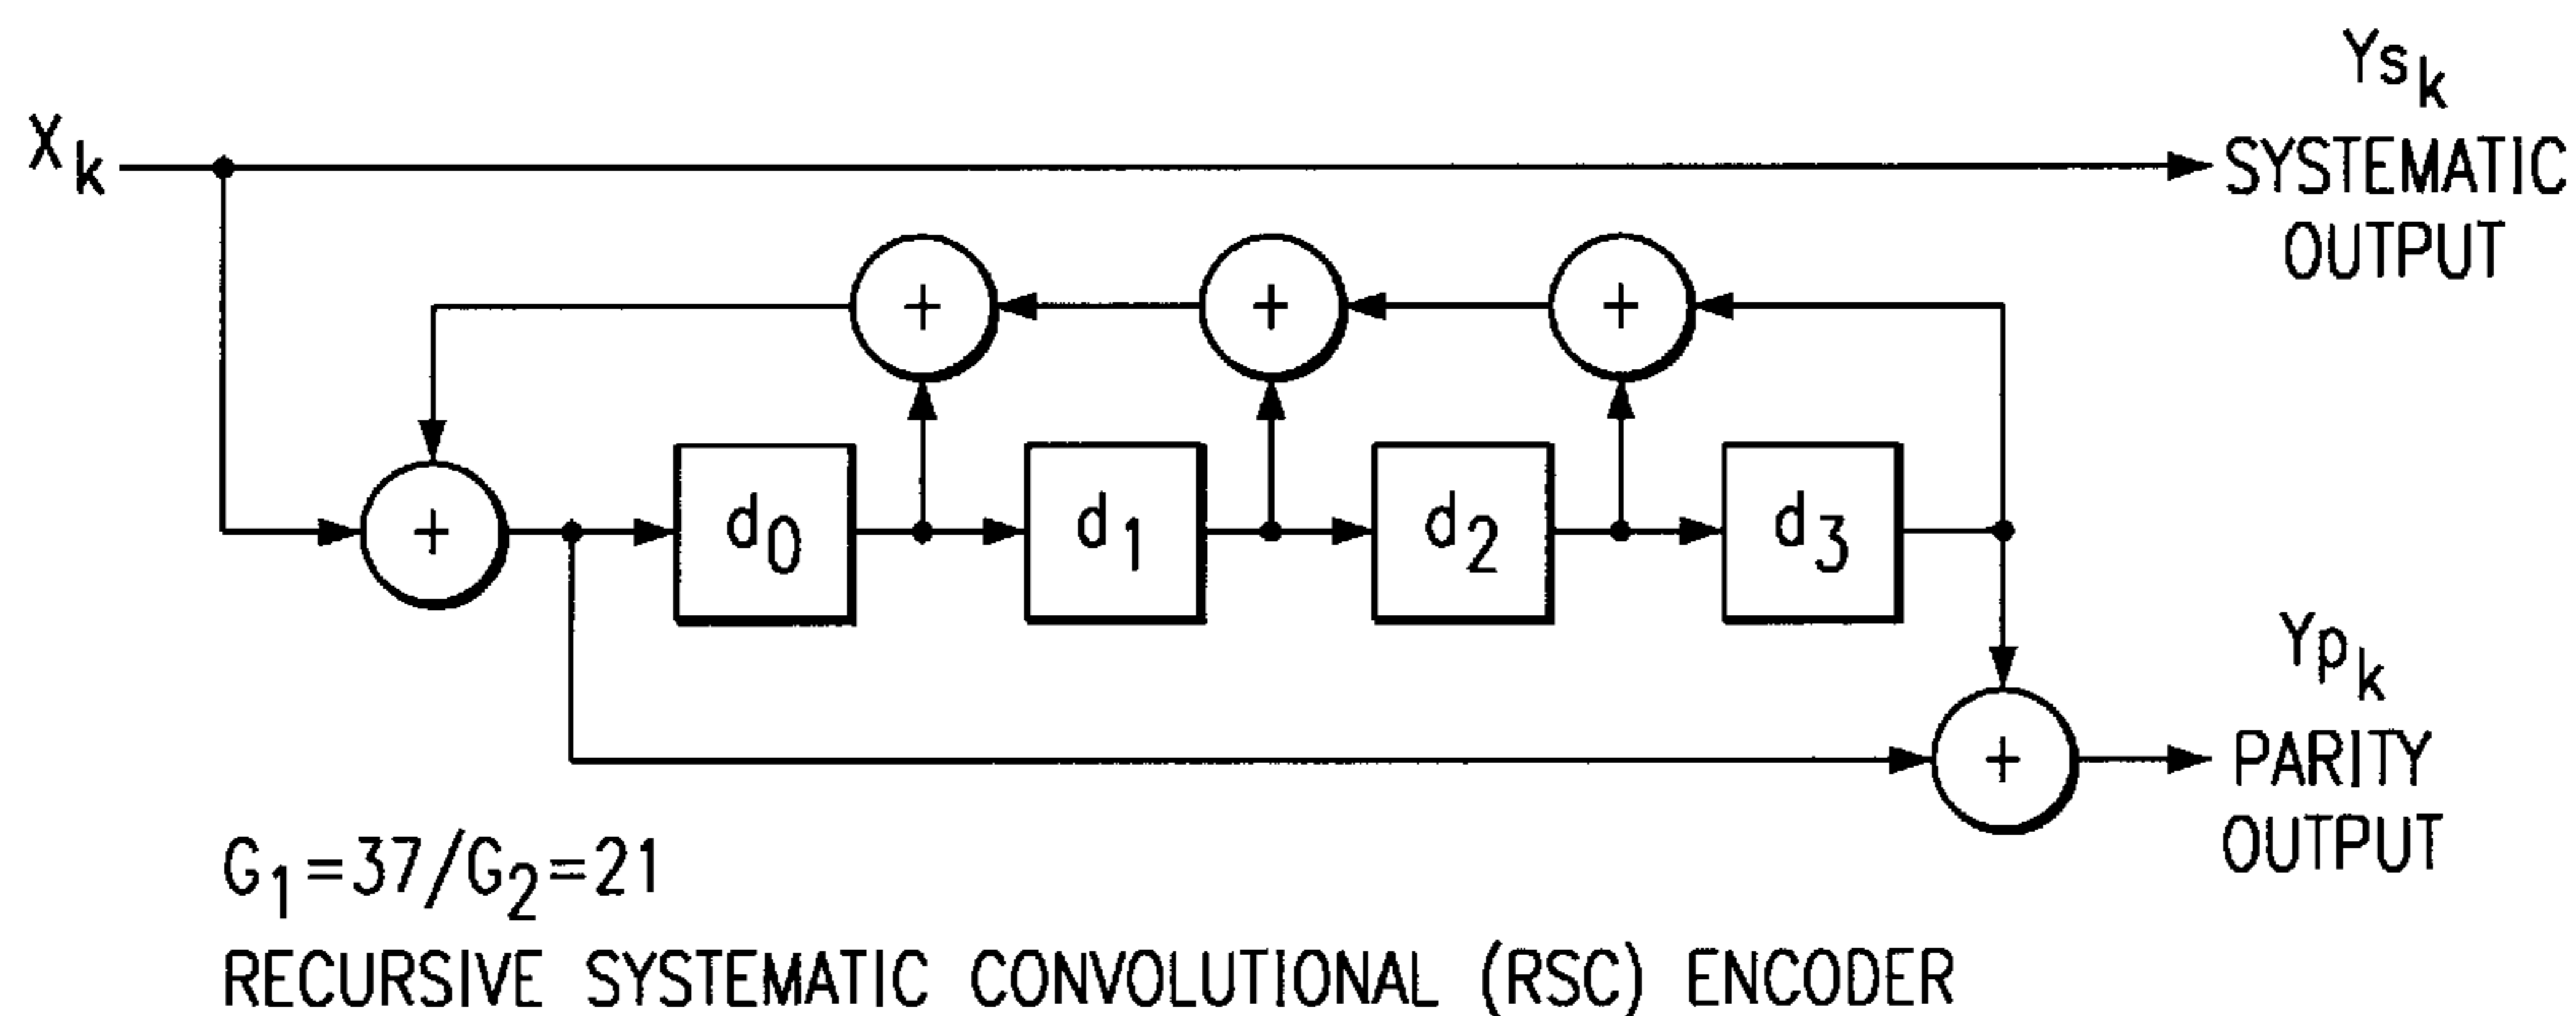 X_k
Ys_k
SYSTEMATIC
OUTPUT
+ + +
+ d_0 d_1 d_2 d_3
Yp_k
+ PARITY
OUTPUT
G_1=37/G_2=21
RECURSIVE SYSTEMATIC CONVOLUTIONAL (RSC) ENCODER